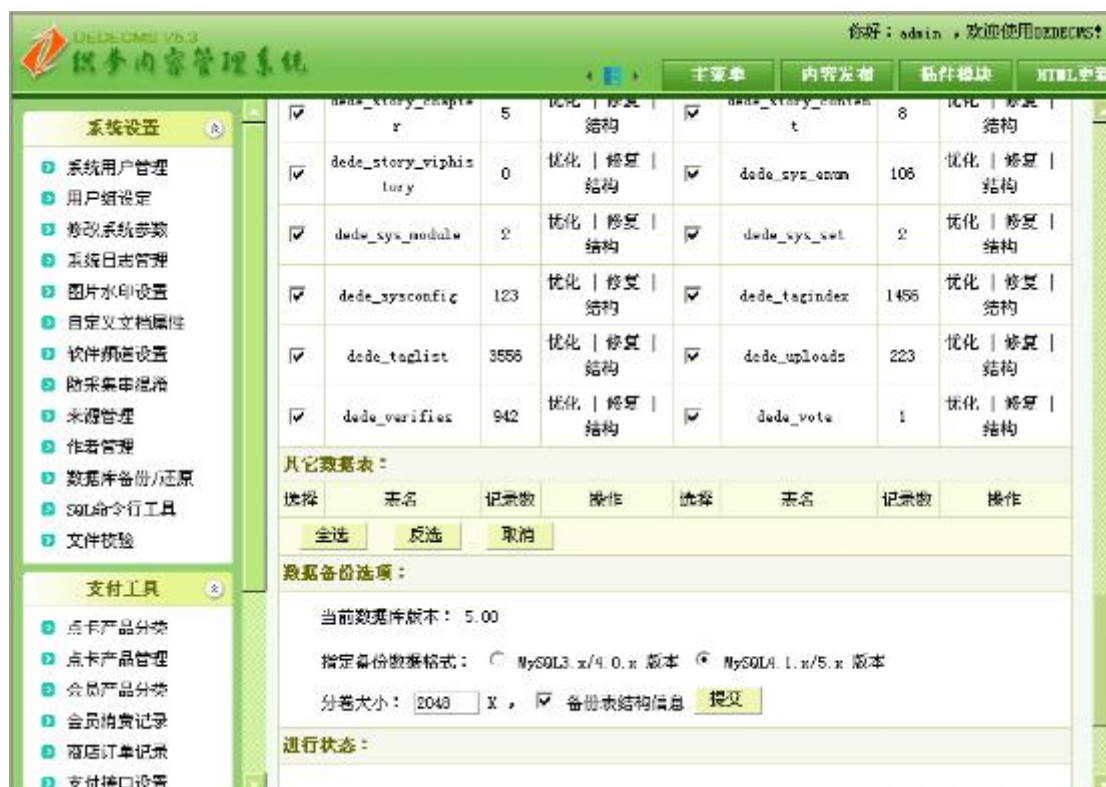 DEDECMS V5.3
织梦内容管理系统
你好：admin ，欢迎使用DEDECMS！
主菜单 内容发布 插件模块 HTML更新
系统设置
系统用户管理
用户组设定
修改系统参数
系统日志管理
图片水印设置
自定义文档属性
软件频道设置
防采集串混淆
来源管理
作者管理
数据库备份/还原
SQL命令行工具
文件校验
支付工具
点卡产品分类
点卡产品管理
会员产品分类
会员消费记录
商店订单记录
支付接口设置
dede_story_chapte 5 优化 | 修复 | dede_story_conten 8 优化 | 修复 |
r 结构 t 结构
dede_story_viphis 0 优化 | 修复 | dede_sys_enum 106 优化 | 修复 |
tory 结构 结构
dede_sys_module 2 优化 | 修复 | dede_sys_set 2 优化 | 修复 |
结构 结构
dede_sysconfig 123 优化 | 修复 | dede_tagindex 1456 优化 | 修复 |
结构 结构
dede_taglist 3556 优化 | 修复 | dede_uploads 223 优化 | 修复 |
结构 结构
dede_verifies 942 优化 | 修复 | dede_vote 1 优化 | 修复 |
结构 结构
其它数据表：
选择 表名 记录数 操作 选择 表名 记录数 操作
全选 反选 取消
数据备份选项：
当前数据库版本： 5.00
指定备份数据格式： MySQL3.x/4.0.x 版本 MySQL4.1.x/5.x 版本
分卷大小： 2048 K ， 备份表结构信息 提交
进行状态：